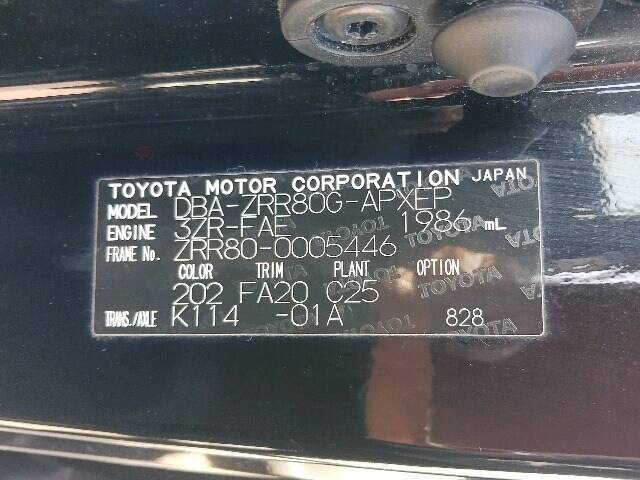 TOYOTA MOTOR CORPORATION JAPAN
MODEL DBA-ZRR80G-APXEP
ENGINE 3ZR-FAE 1986 mL
FRAME No. ZRR80-0005446
COLOR TRIM PLANT OPTION
202 FA20 C25
TRANS./AXLE K114 -01A 828